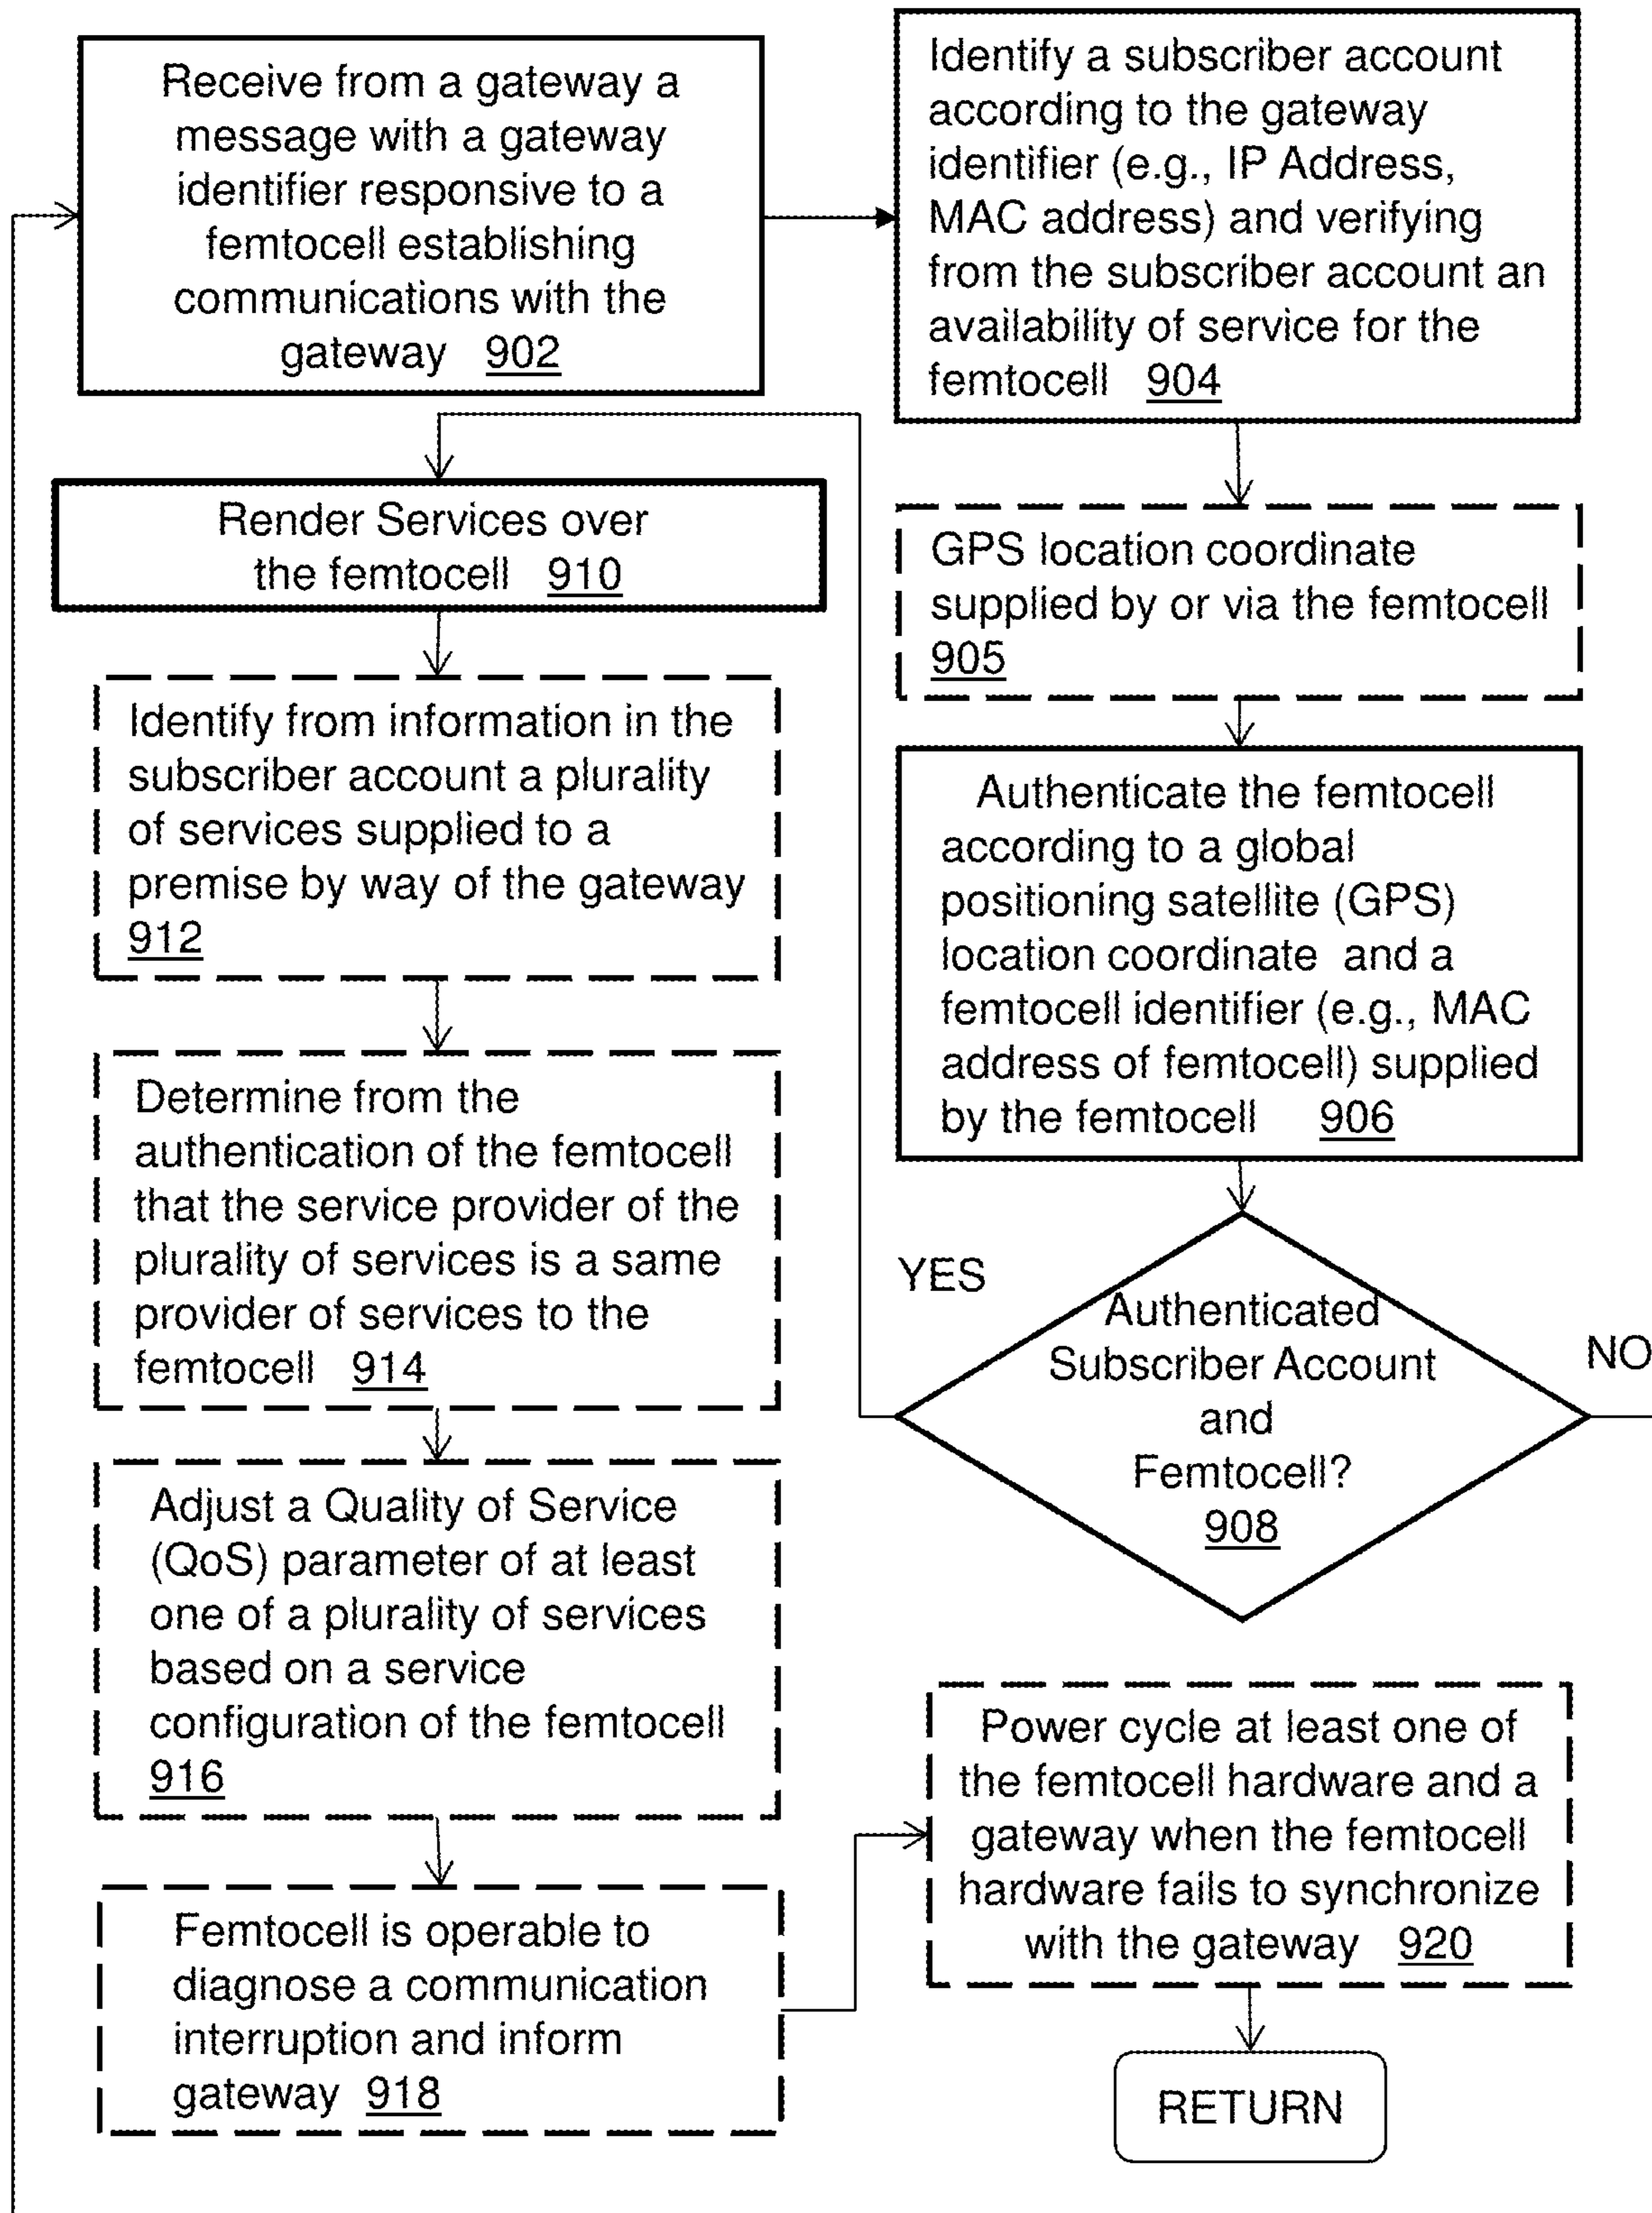 Receive from a gateway a
message with a gateway
identifier responsive to a
femtocell establishing
communications with the
gateway 902
Identify a subscriber account
according to the gateway
identifier (e.g., IP Address,
MAC address) and verifying
from the subscriber account an
availability of service for the
femtocell 904
GPS location coordinate
supplied by or via the femtocell
905
Authenticate the femtocell
according to a global
positioning satellite (GPS)
location coordinate and a
femtocell identifier (e.g., MAC
address of femtocell) supplied
by the femtocell 906
YES
Authenticated
Subscriber Account
and
Femtocell?
908
NO
Render Services over
the femtocell 910
Identify from information in the
subscriber account a plurality
of services supplied to a
premise by way of the gateway
912
Determine from the
authentication of the femtocell
that the service provider of the
plurality of services is a same
provider of services to the
femtocell 914
Adjust a Quality of Service
(QoS) parameter of at least
one of a plurality of services
based on a service
configuration of the femtocell
916
Femtocell is operable to
diagnose a communication
interruption and inform
gateway 918
Power cycle at least one of
the femtocell hardware and a
gateway when the femtocell
hardware fails to synchronize
with the gateway 920
RETURN